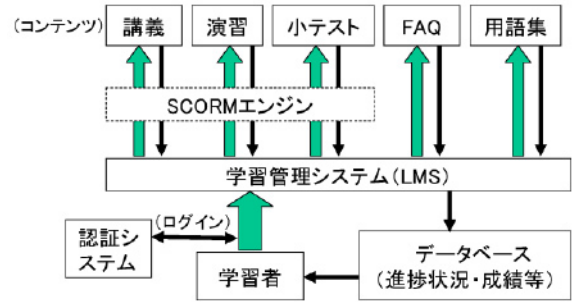 (コンテンツ) 講義 演習 小テスト FAQ 用語集
SCORMエンジン
学習管理システム(LMS)
(ログイン)
認証シ
ステム
学習者
データベース
(進捗状況・成績等)